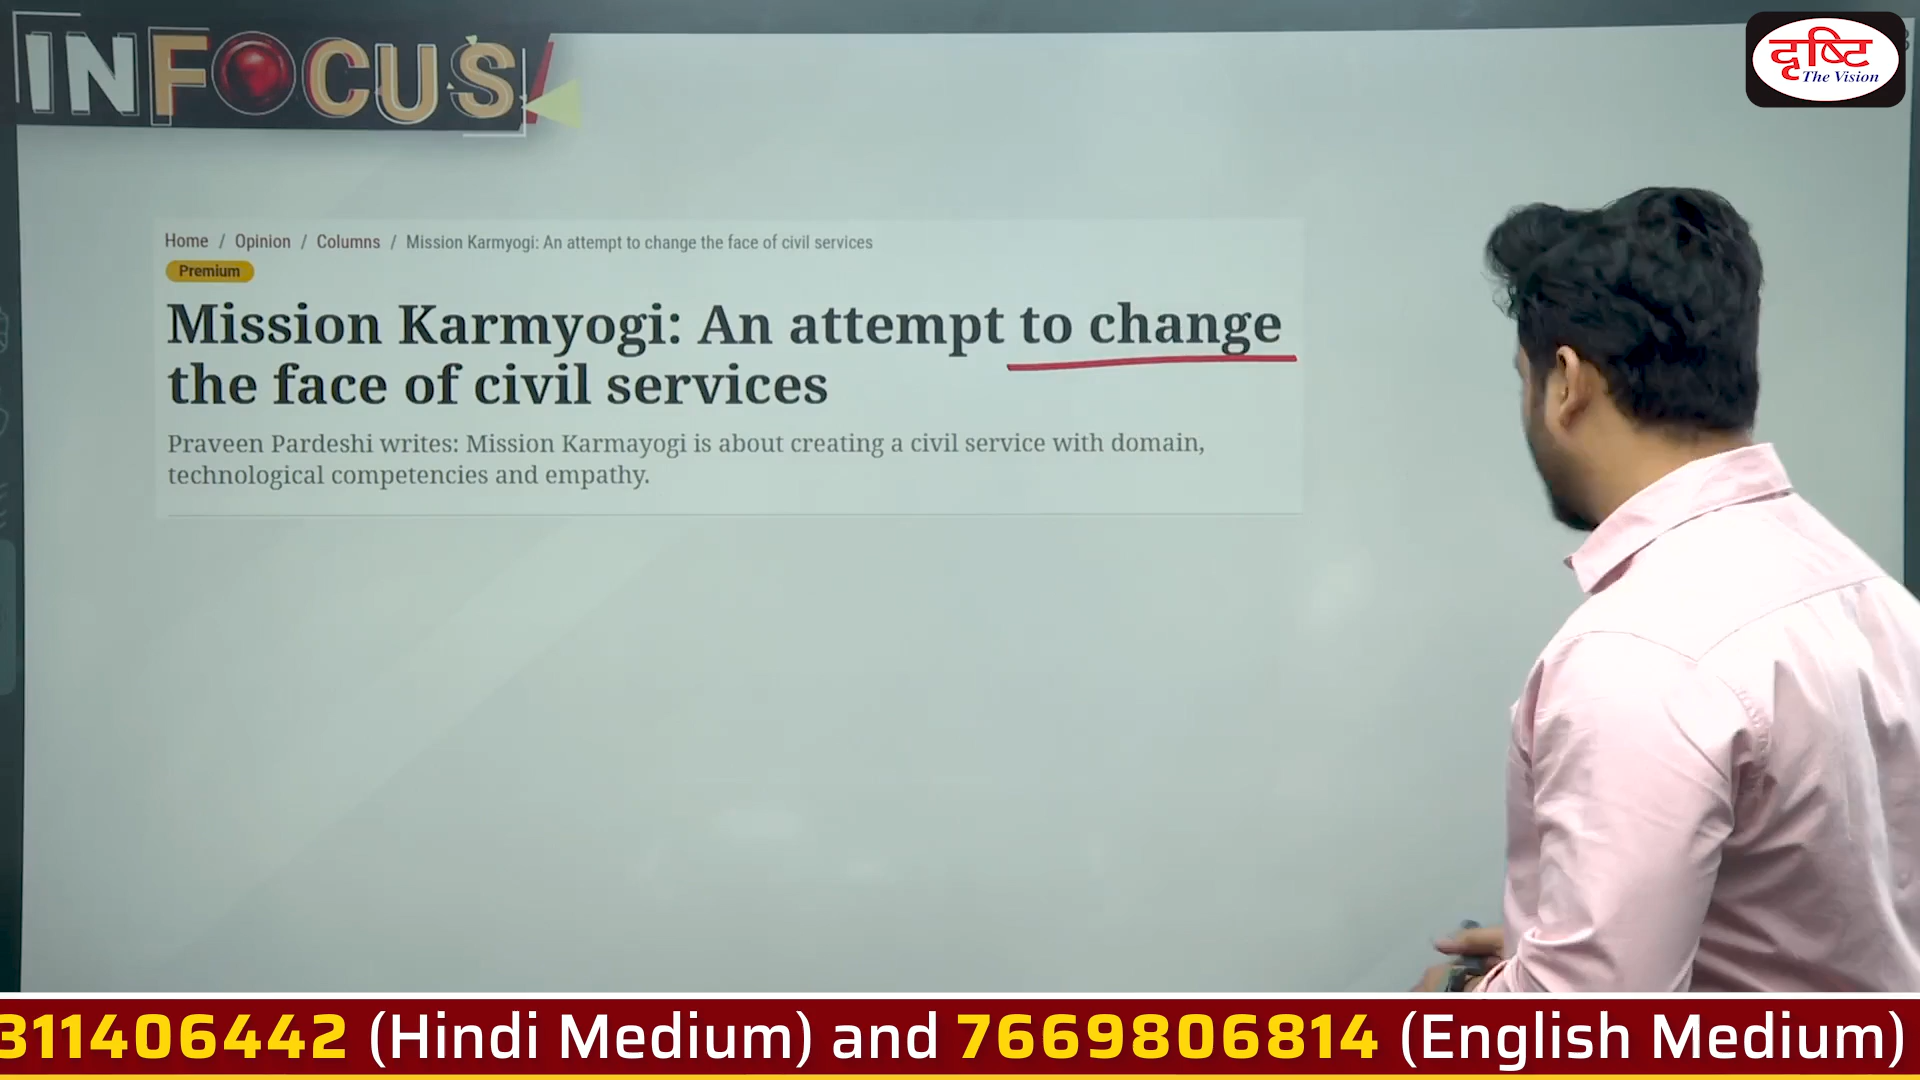 INFOCUS
दृष्टि
The Vision
Home / Opinion / Columns / Mission Karmyogi: An attempt to change the face of civil services
Premium
Mission Karmyogi: An attempt to change
the face of civil services
Praveen Pardeshi writes: Mission Karmayogi is about creating a civil service with domain,
technological competencies and empathy.
311406442 (Hindi Medium) and 7669806814 (English Medium)